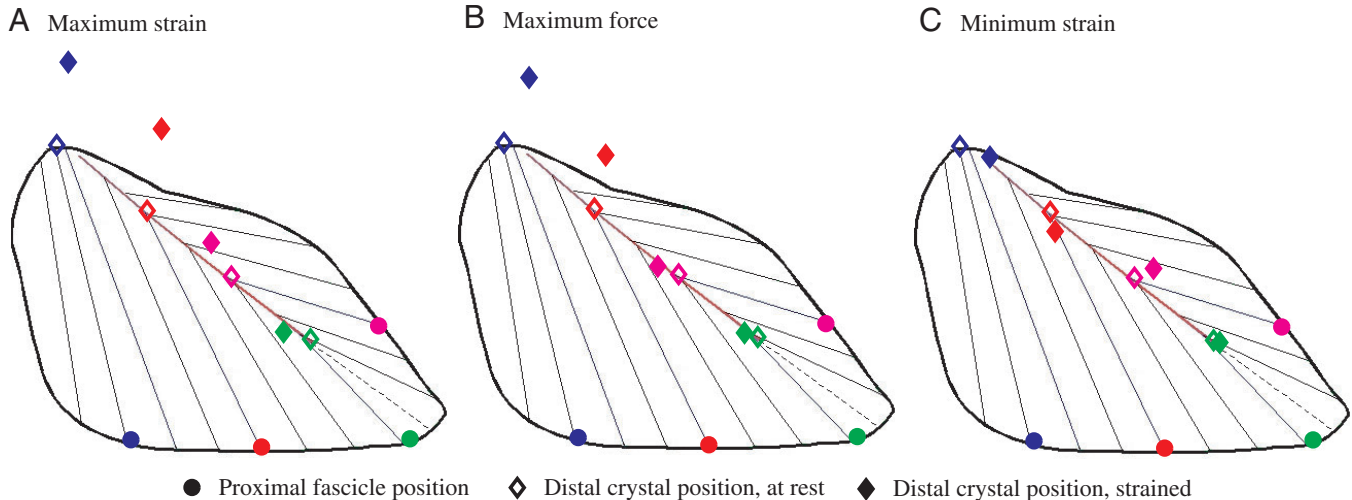 A Maximum strain
B Maximum force
C Minimum strain
Proximal fascicle position
Distal crystal position, at rest
Distal crystal position, strained